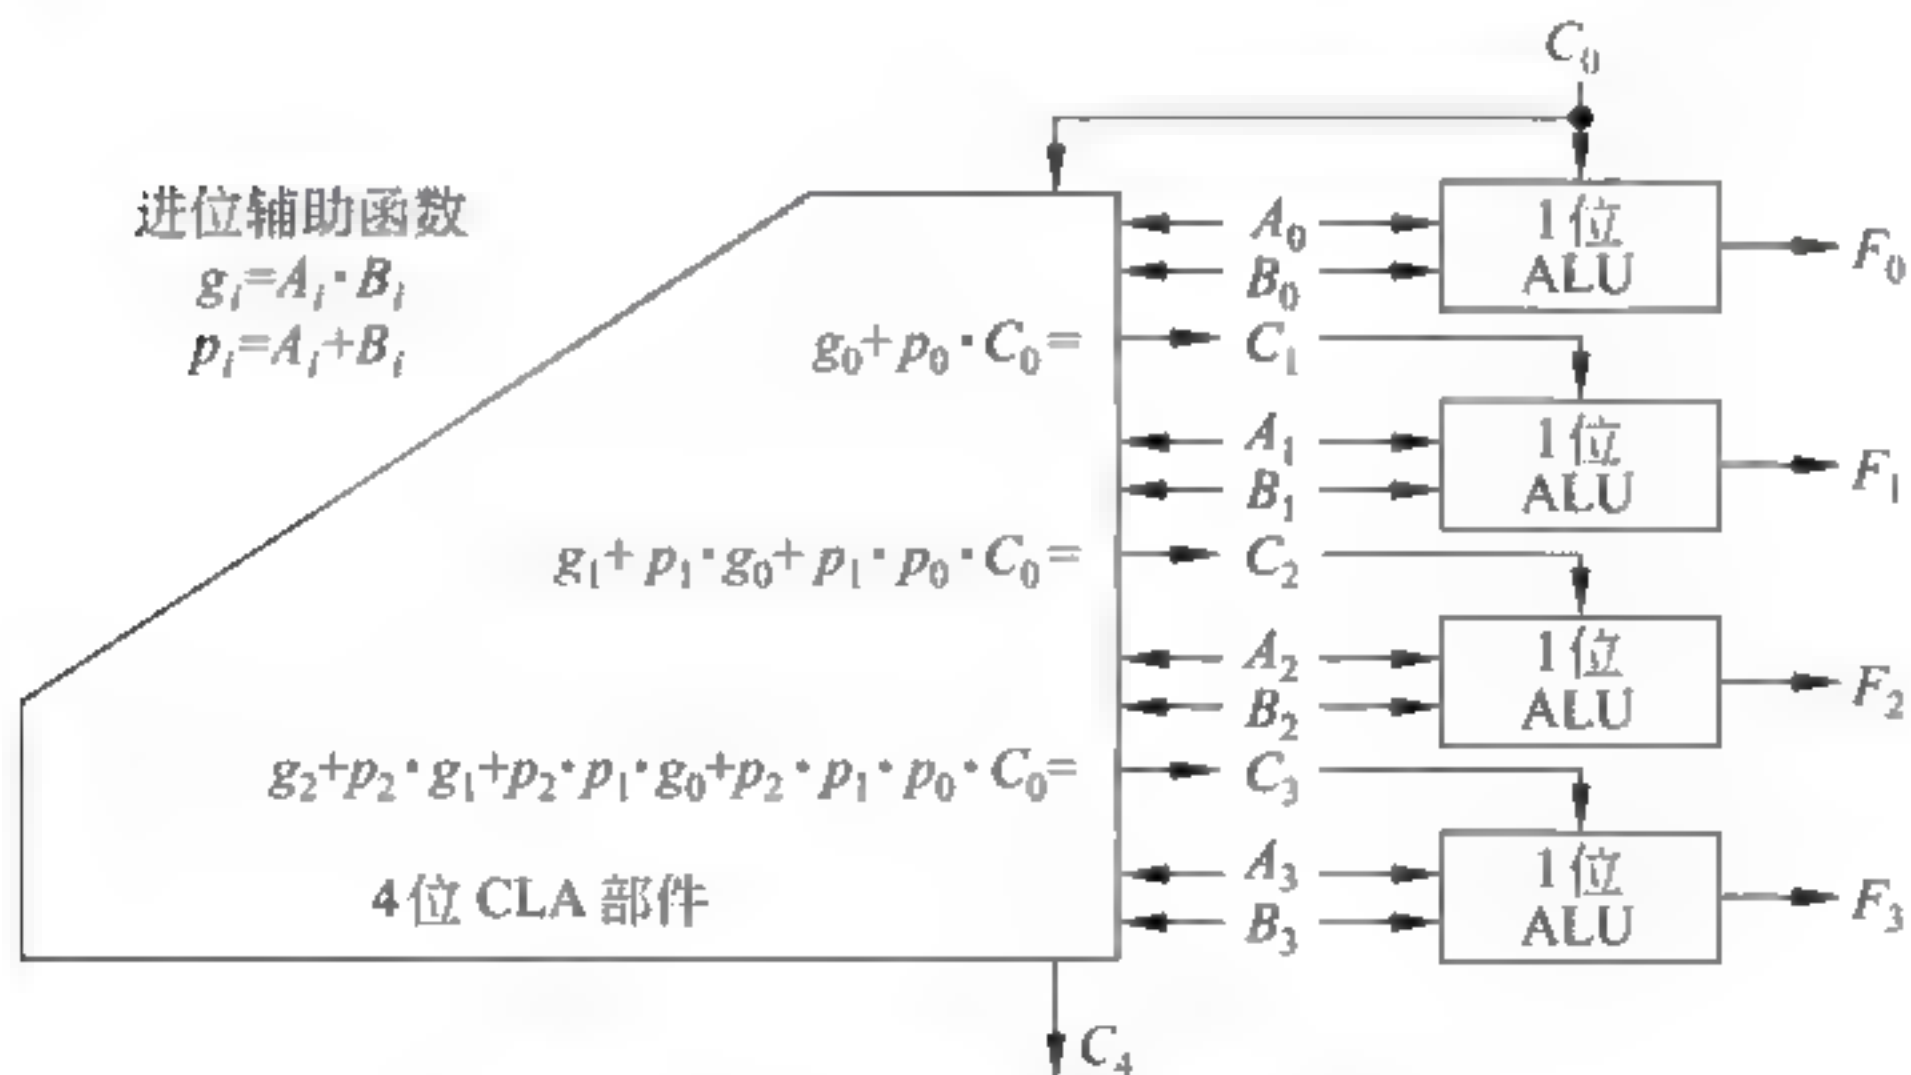 C₀
进位辅助函数
gᵢ=Aᵢ·Bᵢ
pᵢ=Aᵢ+Bᵢ
A₀
B₀
1位
ALU
F₀
g₀+p₀·C₀=
C₁
A₁
B₁
1位
ALU
F₁
g₁+p₁·g₀+p₁·p₀·C₀=
C₂
A₂
B₂
1位
ALU
F₂
g₂+p₂·g₁+p₂·p₁·g₀+p₂·p₁·p₀·C₀=
C₃
A₃
B₃
1位
ALU
F₃
4位 CLA 部件
C₄